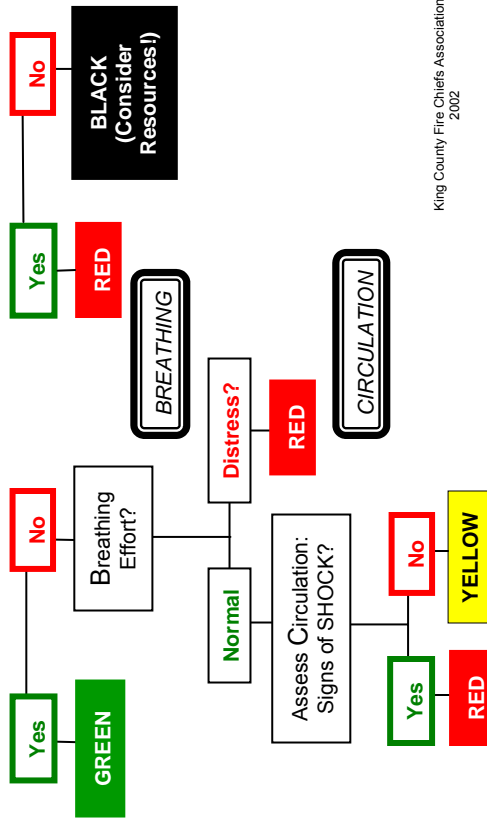 Yes
No
Yes
No
GREEN
Breathing
Effort?
RED
BLACK
(Consider
Resources!)
BREATHING
Normal
Distress?
RED
Assess Circulation:
Signs of SHOCK?
CIRCULATION
Yes
No
RED
YELLOW
King County Fire Chiefs Association
2002